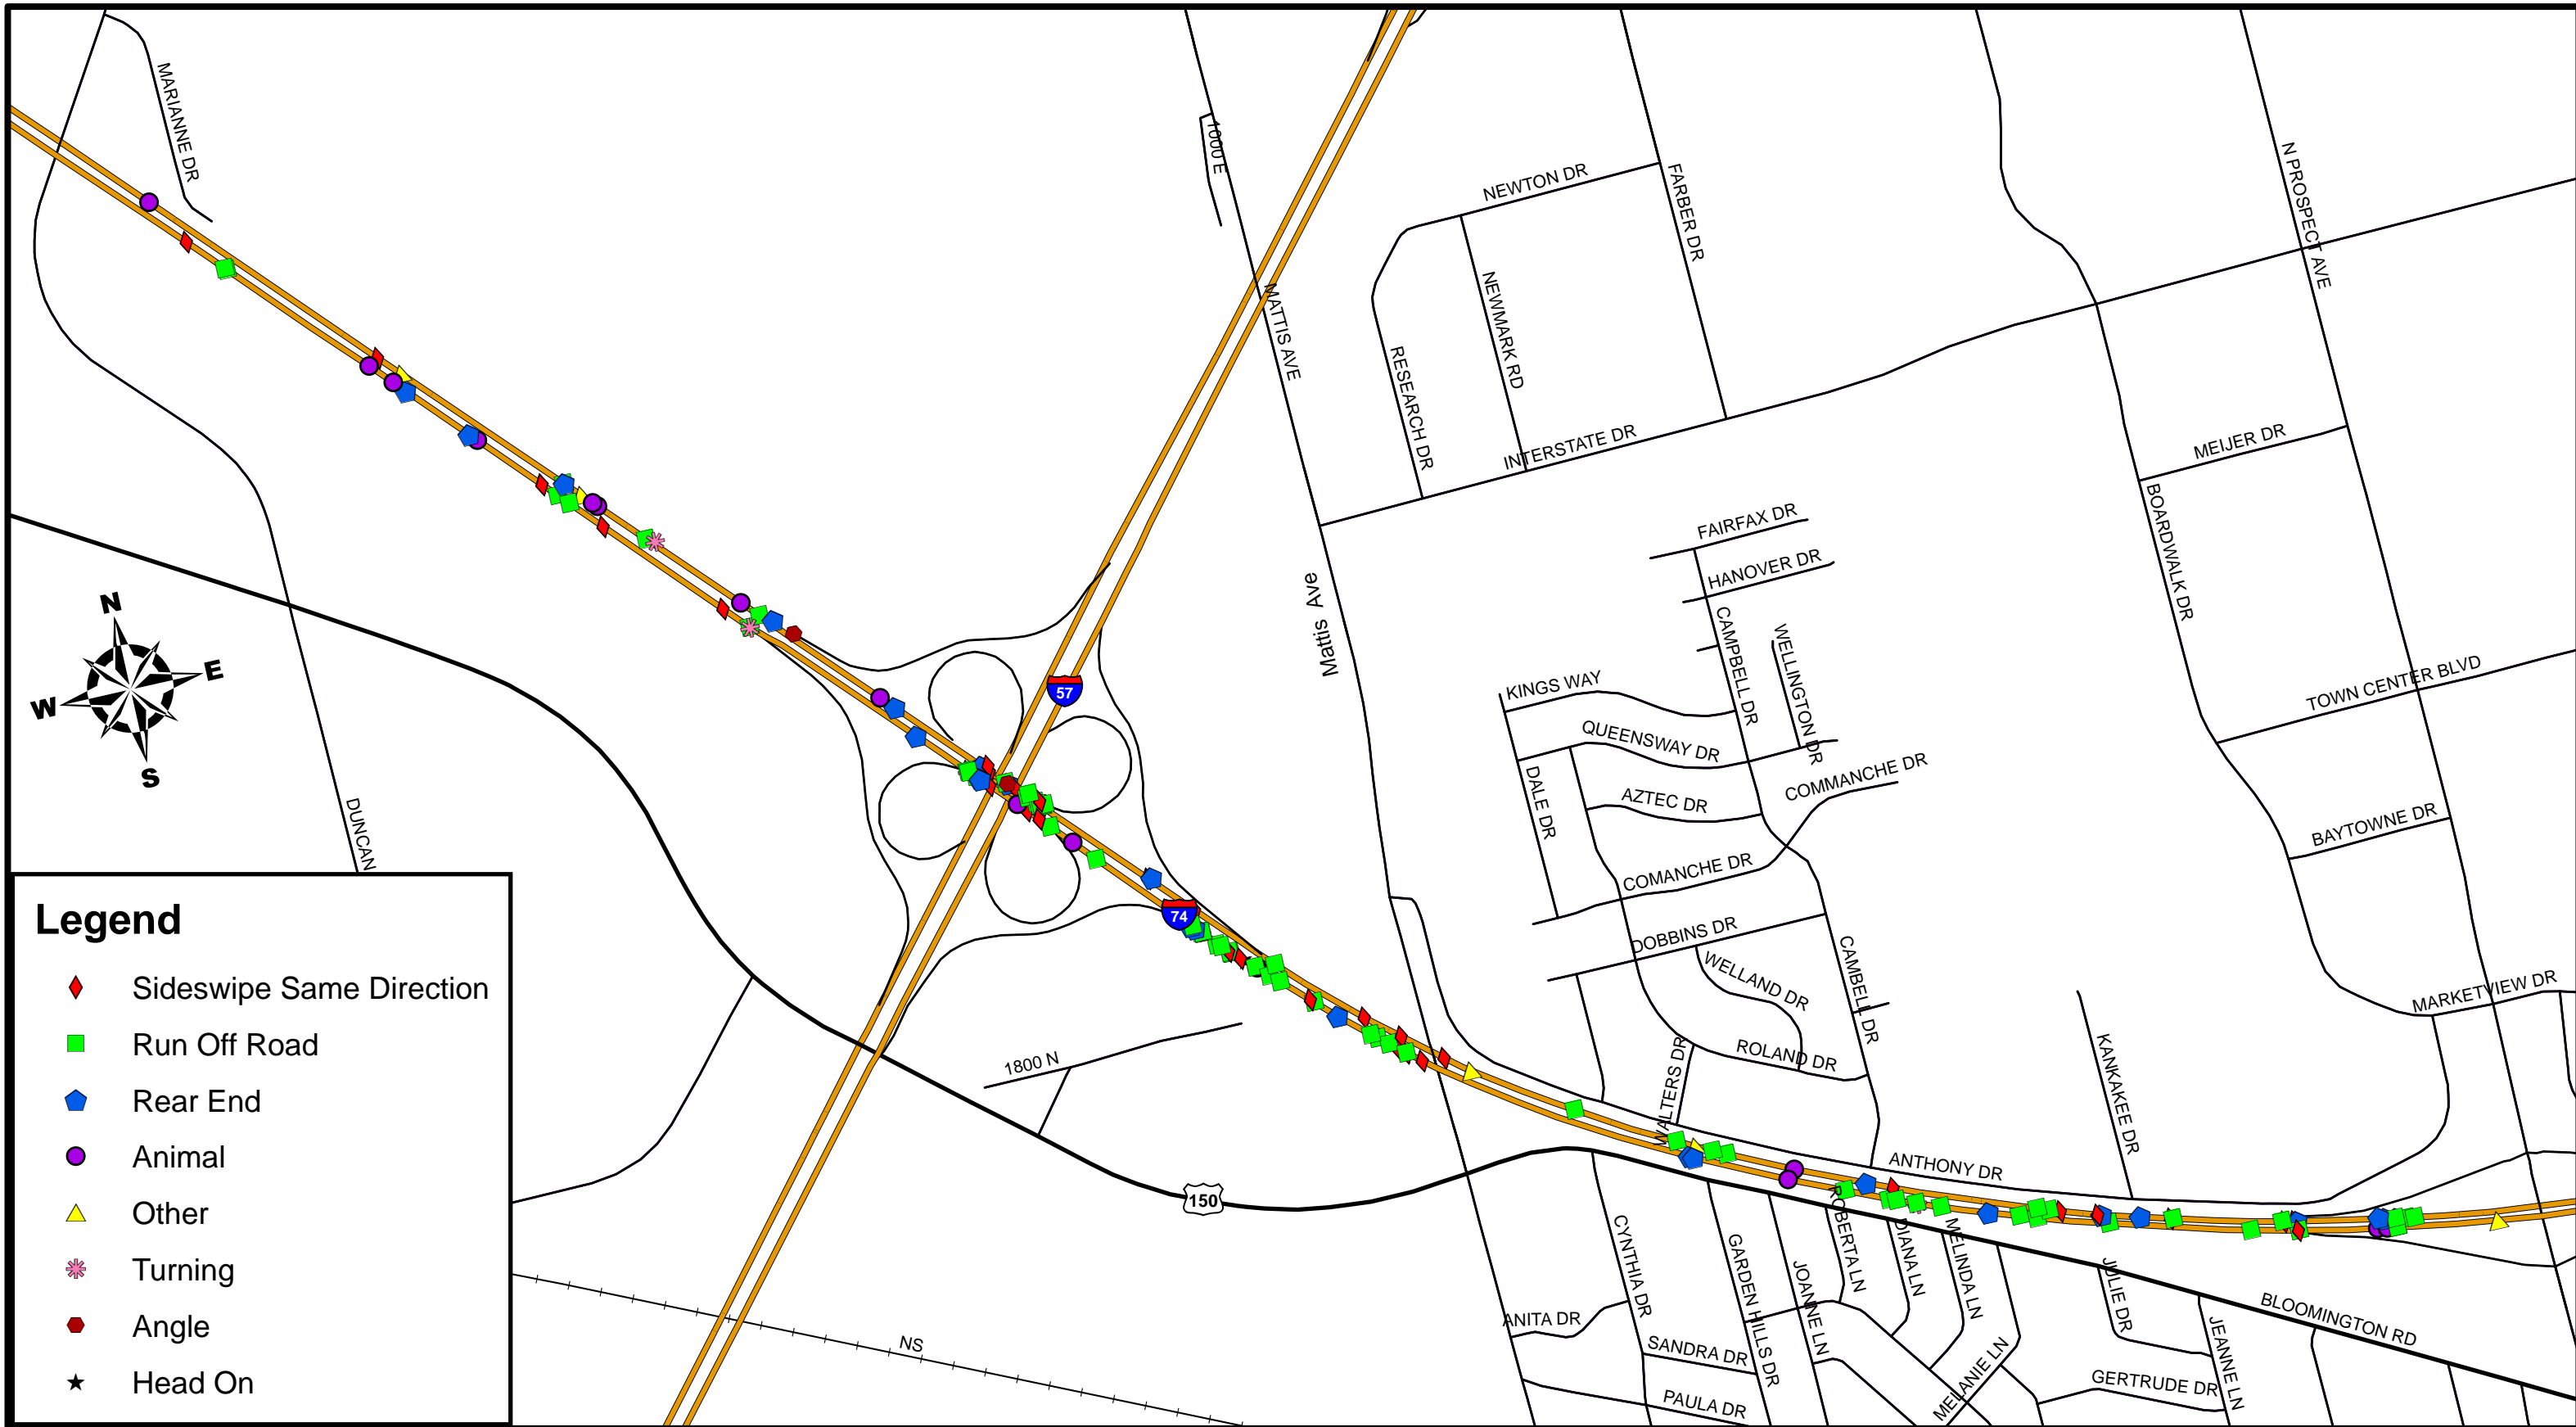 MARIANNE DR
1000 E
MATTIS AVE
NEWTON DR
FARBER DR
N PROSPECT AVE
NEWMARK RD
RESEARCH DR
INTERSTATE DR
MEIJER DR
BOARDWALK DR
FAIRFAX DR
HANOVER DR
Mattis Ave
CAMPBELL DR
WELLINGTON DR
KINGS WAY
QUEENSWAY DR
TOWN CENTER BLVD
N
E
W
S
57
DALE DR
AZTEC DR
COMMANCHE DR
BAYTOWNE DR
COMANCHE DR
DUNCAN
74
DOBBINS DR
WELLAND DR
CAMBELL DR
MARKETVIEW DR
1800 N
WALTERS DR
ROLAND DR
KANKAKEE DR
ANTHONY DR
150
CYNTHIA DR
GARDEN HILLS DR
JOANNE LN
ROBERTA LN
DIANA LN
MELINDA LN
JULIE DR
JEANNE LN
BLOOMINGTON RD
ANITA DR
SANDRA DR
PAULA DR
MELANIE LN
GERTRUDE DR
NS
Legend
Sideswipe Same Direction
Run Off Road
Rear End
Animal
Other
Turning
Angle
Head On